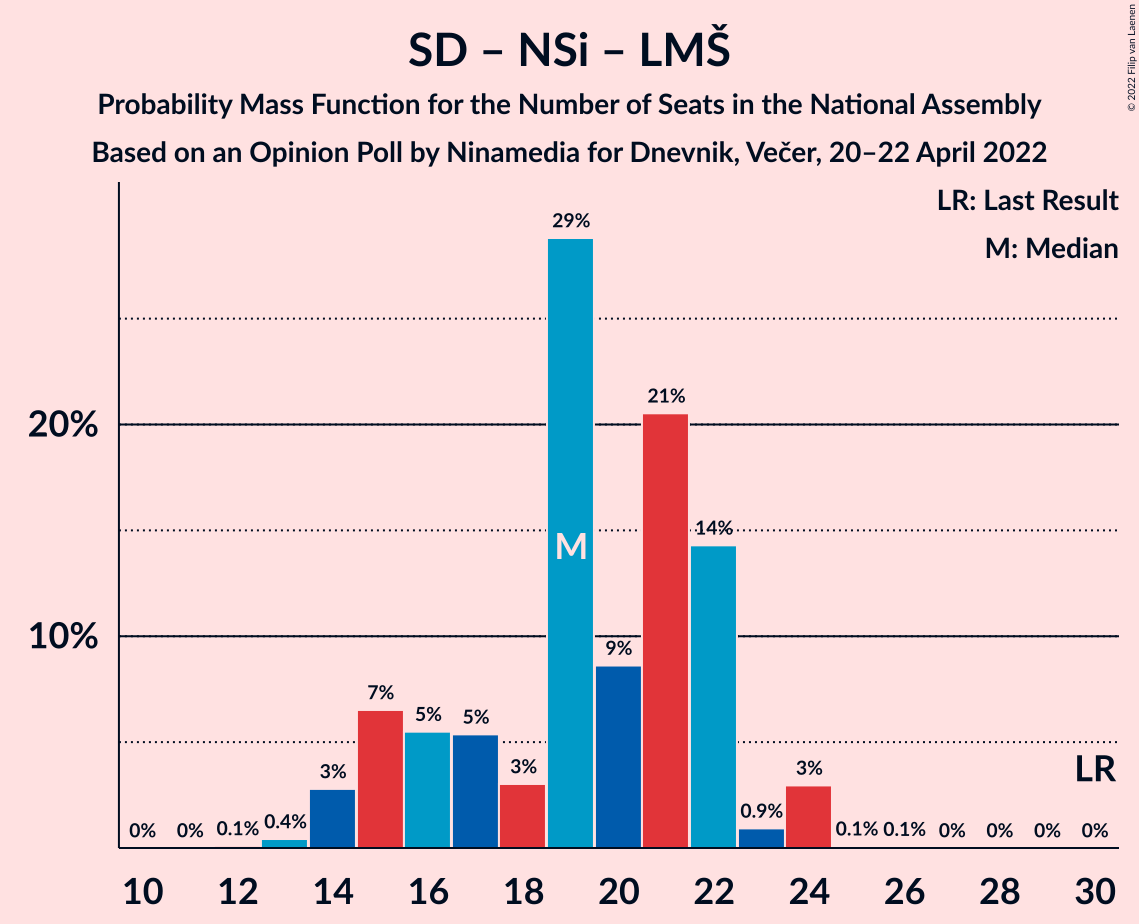 SD – NSi – LMŠ
Probability Mass Function for the Number of Seats in the National Assembly
Based on an Opinion Poll by Ninamedia for Dnevnik, Večer, 20–22 April 2022
© 2022 Filip van Laenen
LR: Last Result
M: Median
20%
10%
0%
0%
0.1%
0.4%
3%
7%
5%
5%
3%
29%
M
9%
21%
14%
0.9%
3%
0.1%
0.1%
0%
0%
0%
0%
LR
10 12 14 16 18 20 22 24 26 28 30